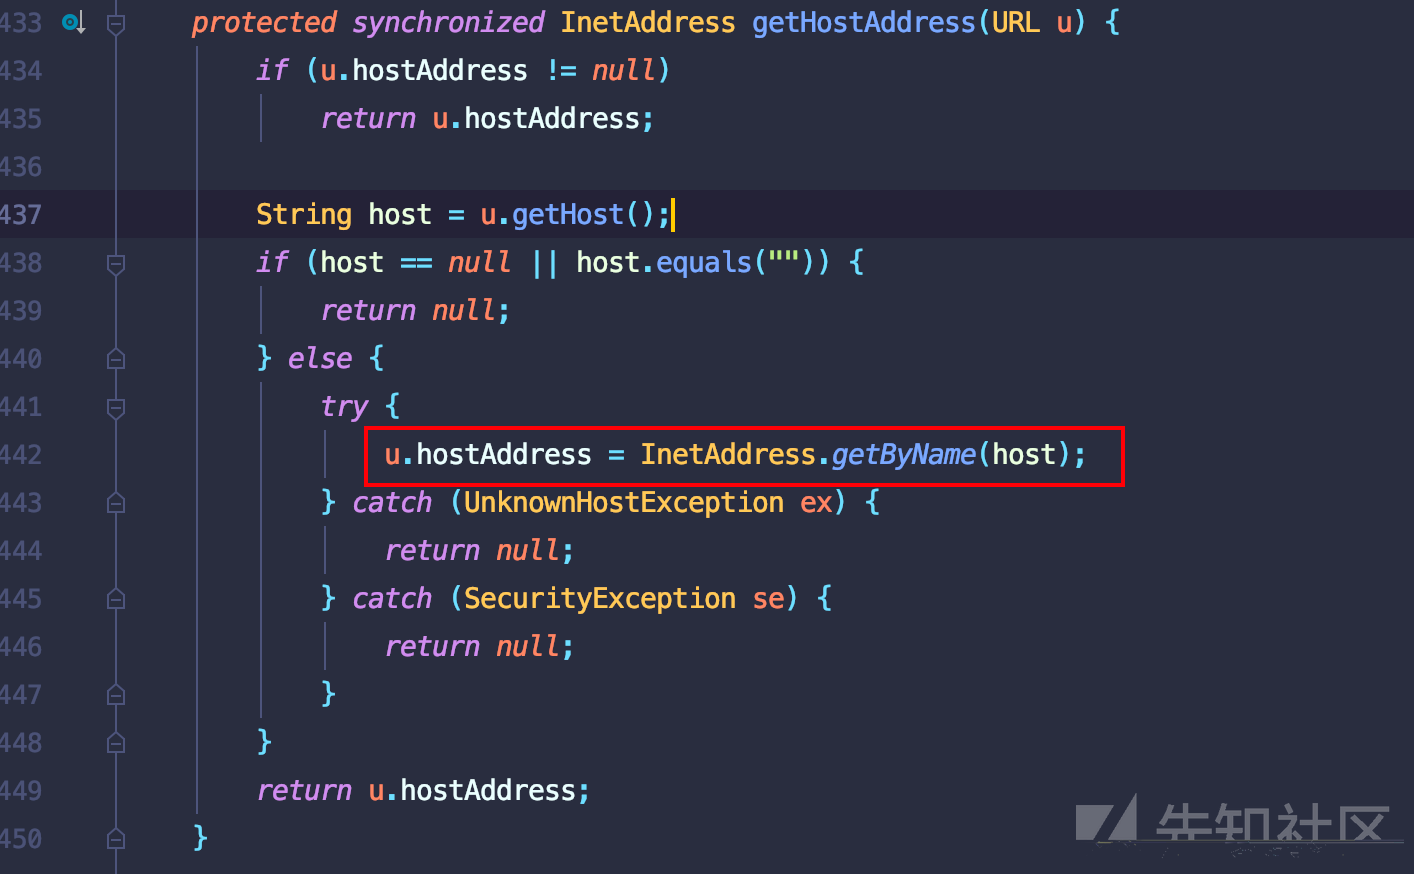 433 protected synchronized InetAddress getHostAddress(URL u) {
434 if (u.hostAddress != null)
435 return u.hostAddress;
436
437 String host = u.getHost();
438 if (host == null || host.equals("")) {
439 return null;
440 } else {
441 try {
442 u.hostAddress = InetAddress.getByName(host);
443 } catch (UnknownHostException ex) {
444 return null;
445 } catch (SecurityException se) {
446 return null;
447 }
448 }
449 return u.hostAddress;
450 }
先知社区